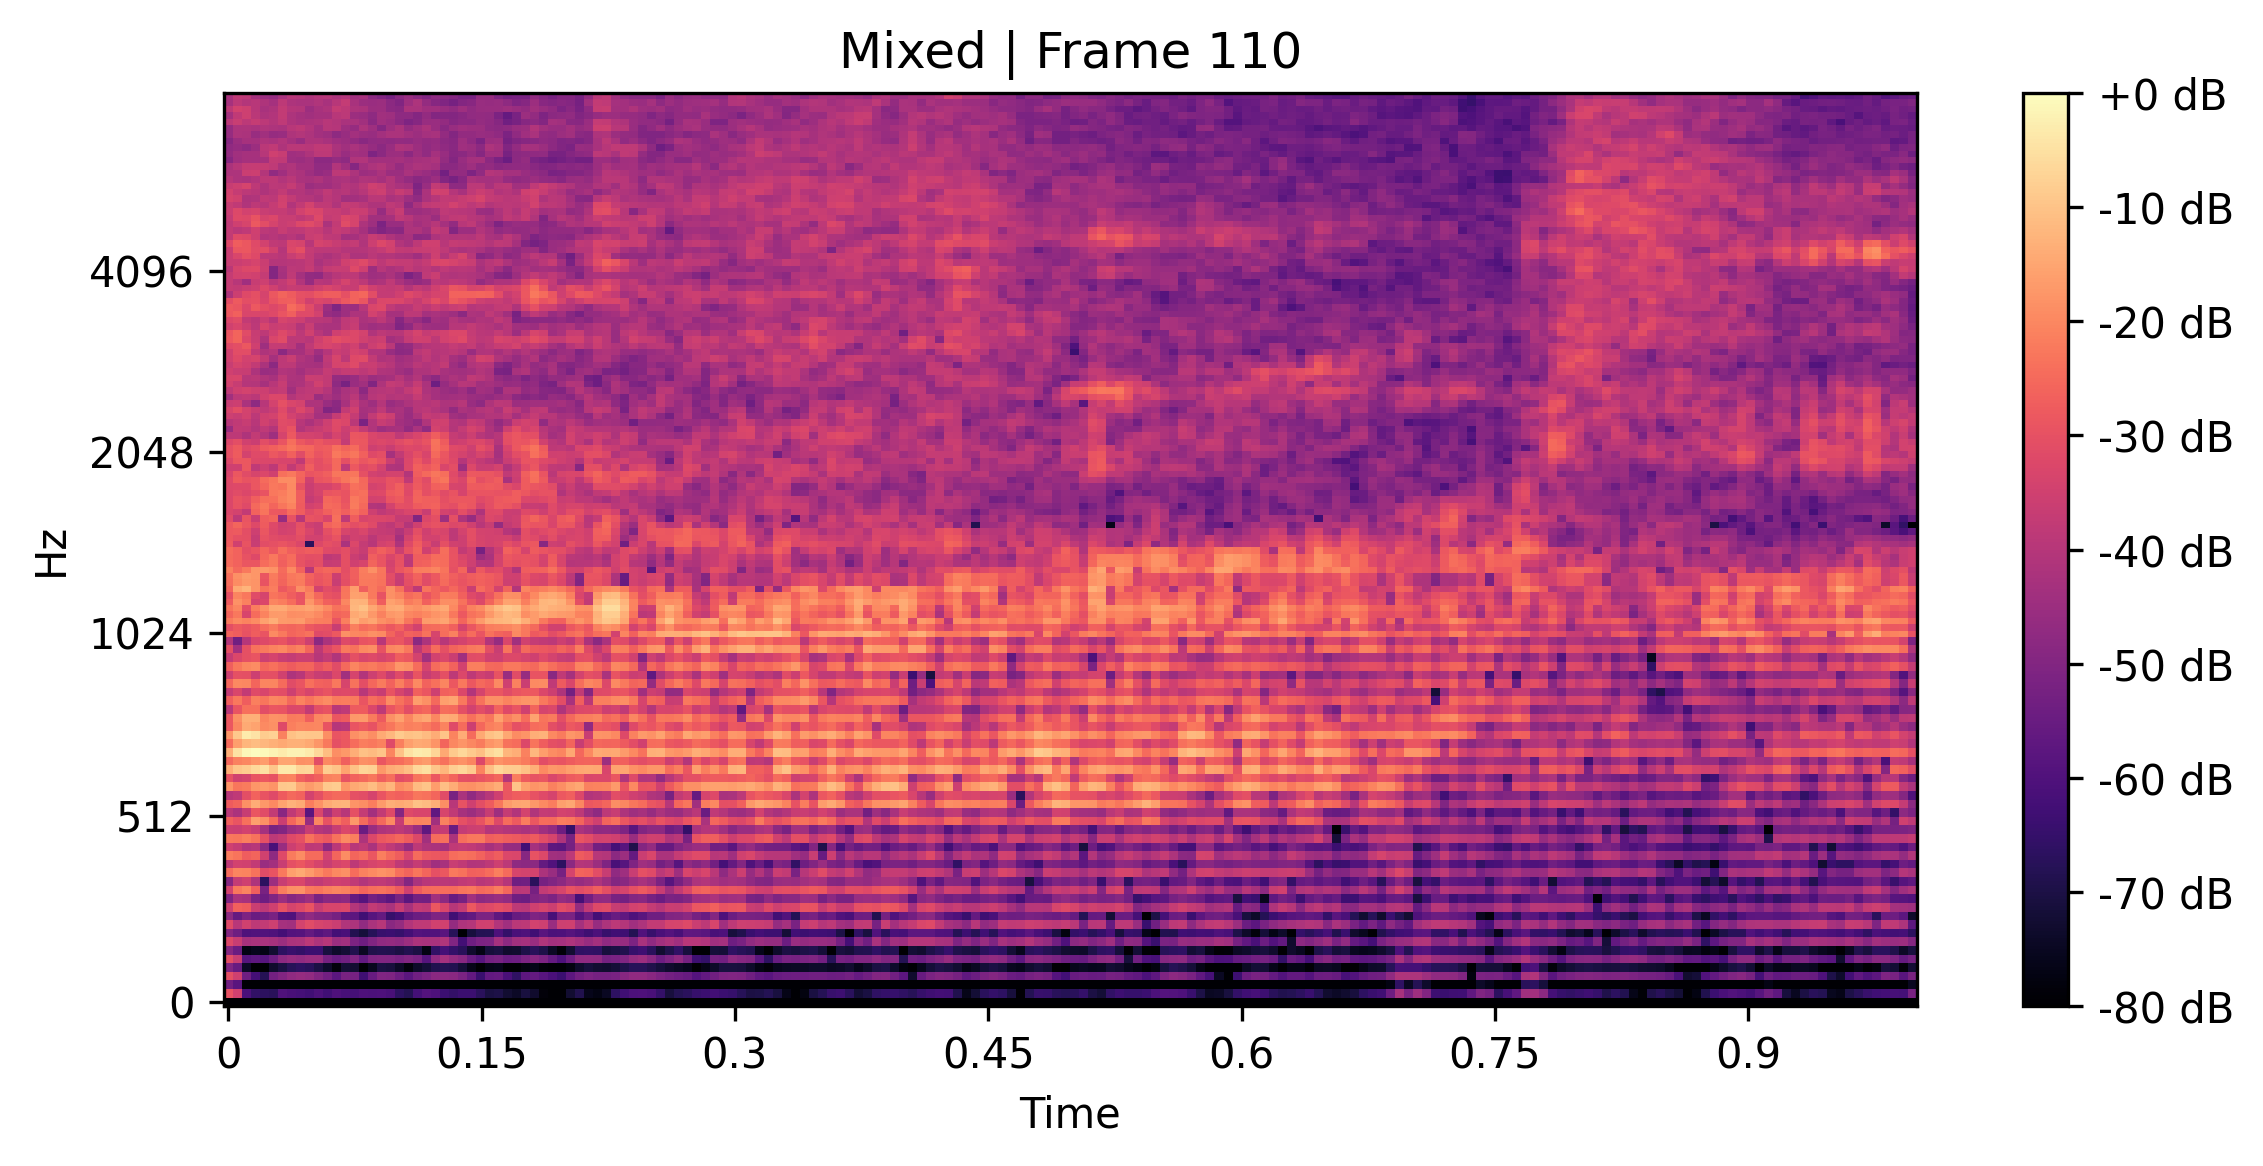 Mixed | Frame 110
Hz
4096
2048
1024
512
0
0 0.15 0.3 0.45 0.6 0.75 0.9
Time
+0 dB
-10 dB
-20 dB
-30 dB
-40 dB
-50 dB
-60 dB
-70 dB
-80 dB